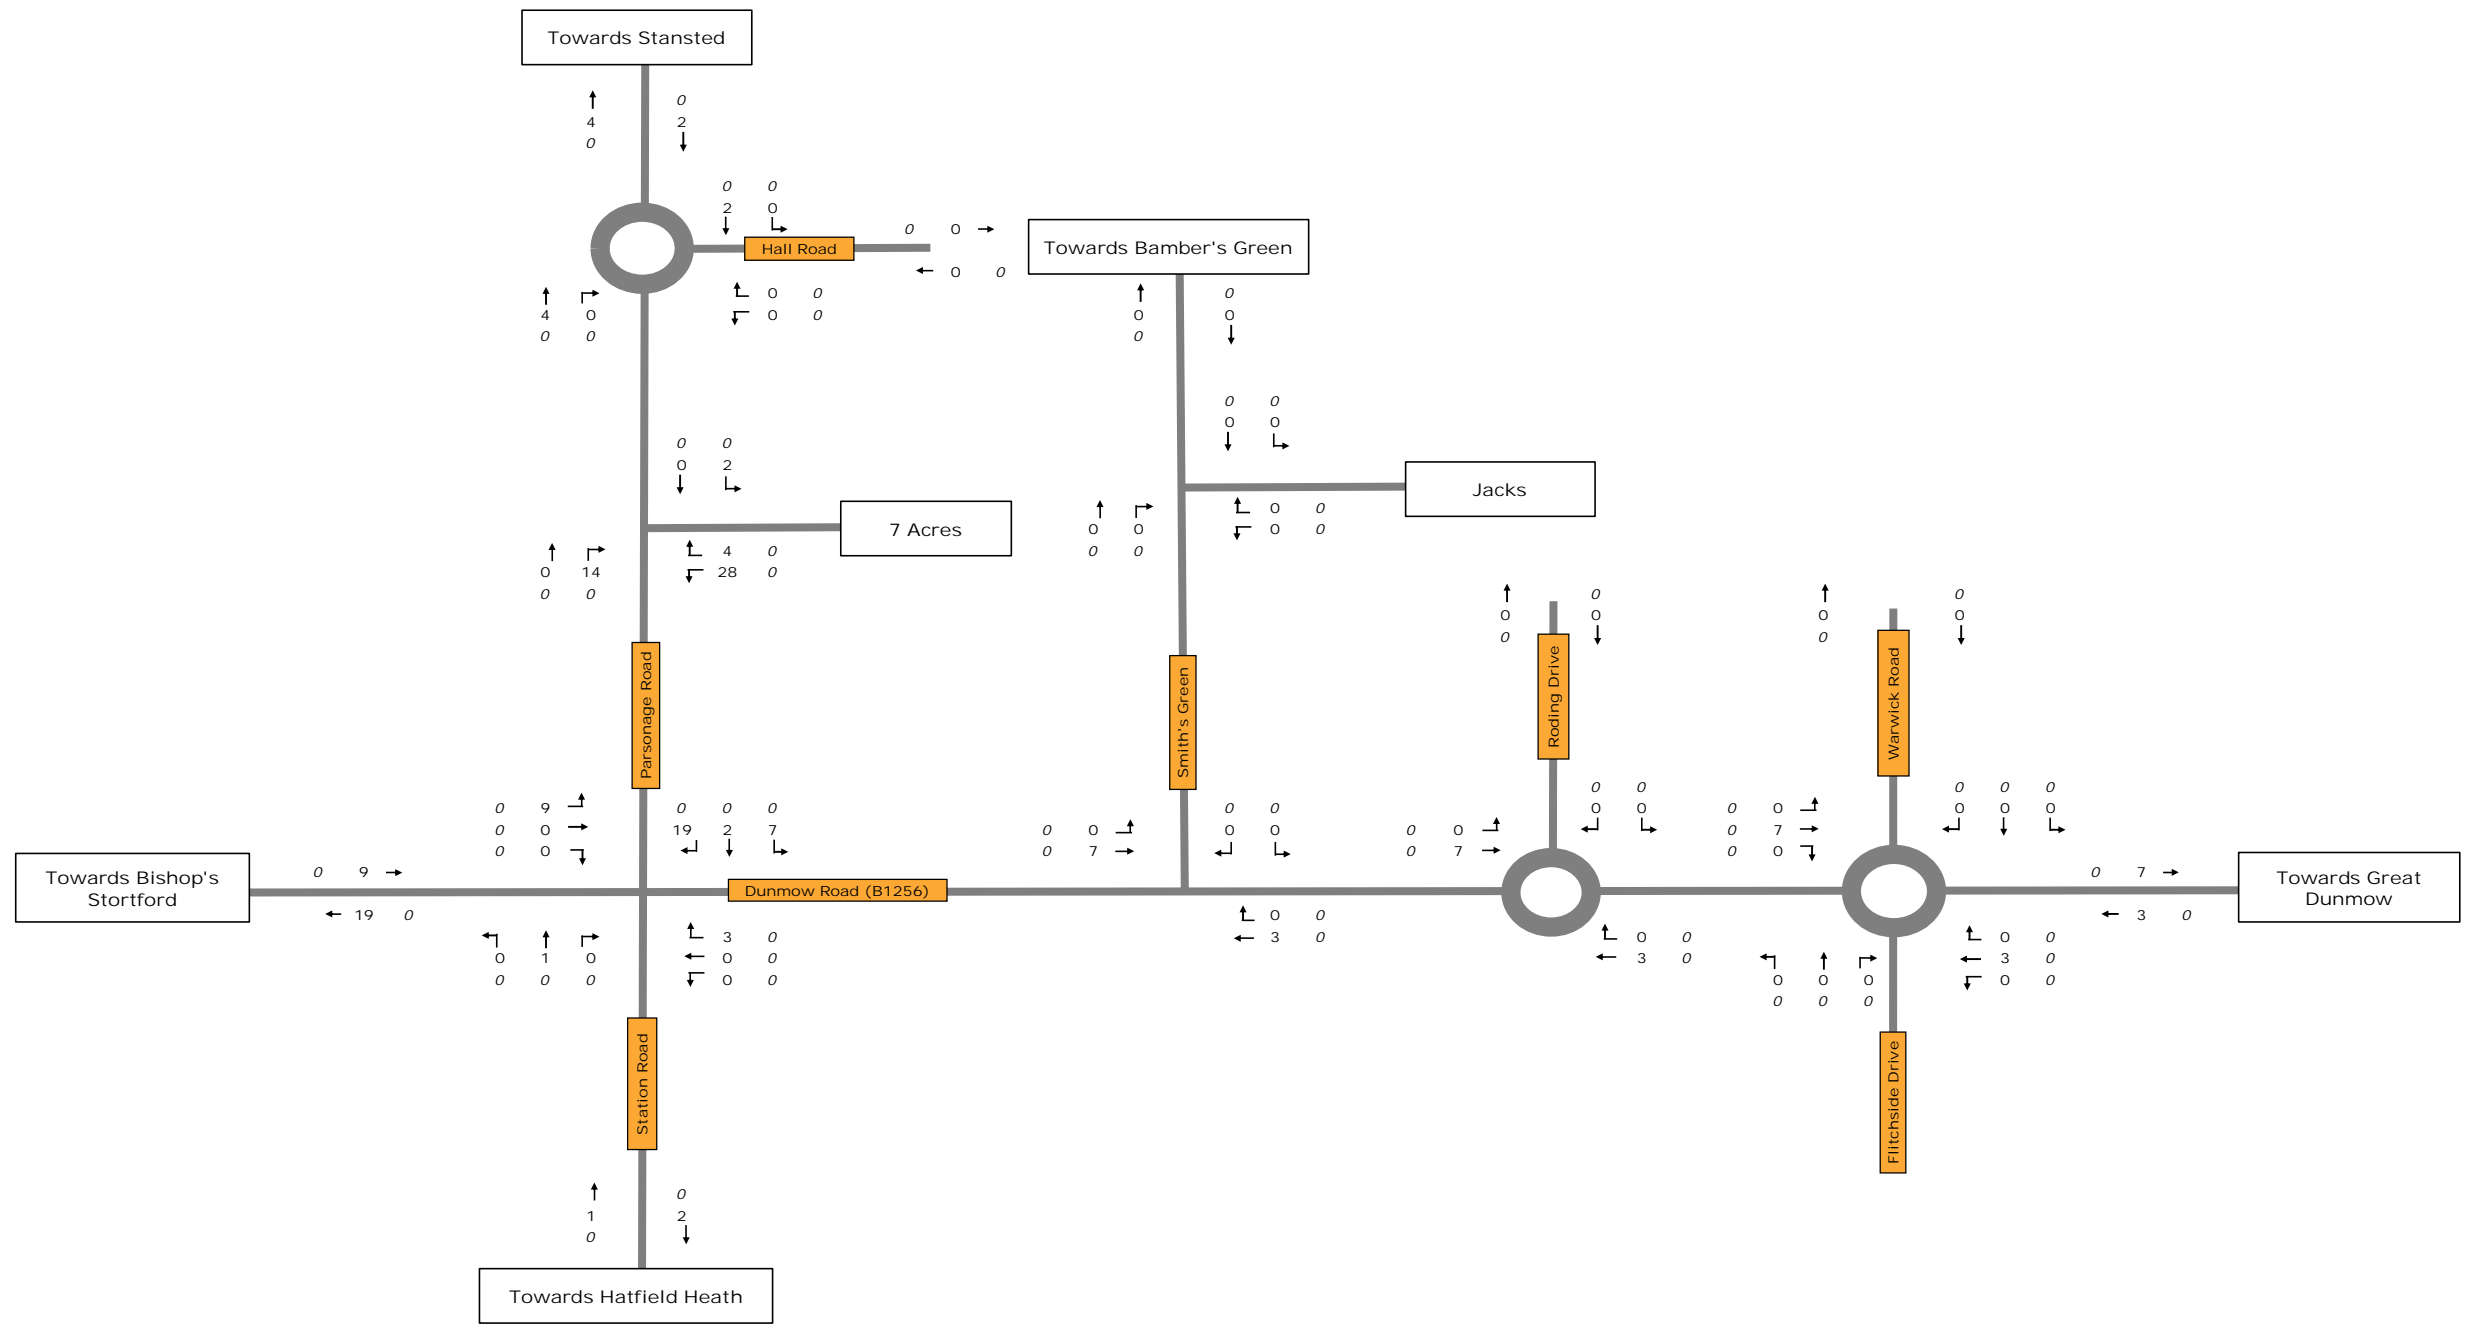 Towards Stansted
0
4 2
0
0 0
2 0
Hall Road
0 0
0 0
4 0
0 0
0 0
0 0
Towards Bamber's Green
0
0 0
0
0 0
0 0
Jacks
0 0
0 0
0 0
0 0
0 0
0 2
7 Acres
4 0
28 0
0 14
0 0
Parsonage Road
Smith's Green
0
0 0
0
Roding Drive
0
0 0
0
Warwick Road
0 9
0 0
0 0
0 0 0
19 2 7
0 0
0 7
0 0
0 0
0 0
0 7
0 0
0 0
0 0
0 7
0 0
0 0 0
0 0 0
Towards Bishop's
Stortford
0 9
19 0
Dunmow Road (B1256)
0 7
3 0
Towards Great
Dunmow
0 1 0
0 0 0
3 0
0 0
0 0
0 0
3 0
0 0
3 0
0 0 0
0 0 0
0 0
3 0
0 0
Station Road
Flitchside Drive
0
1 2
0
Towards Hatfield Heath